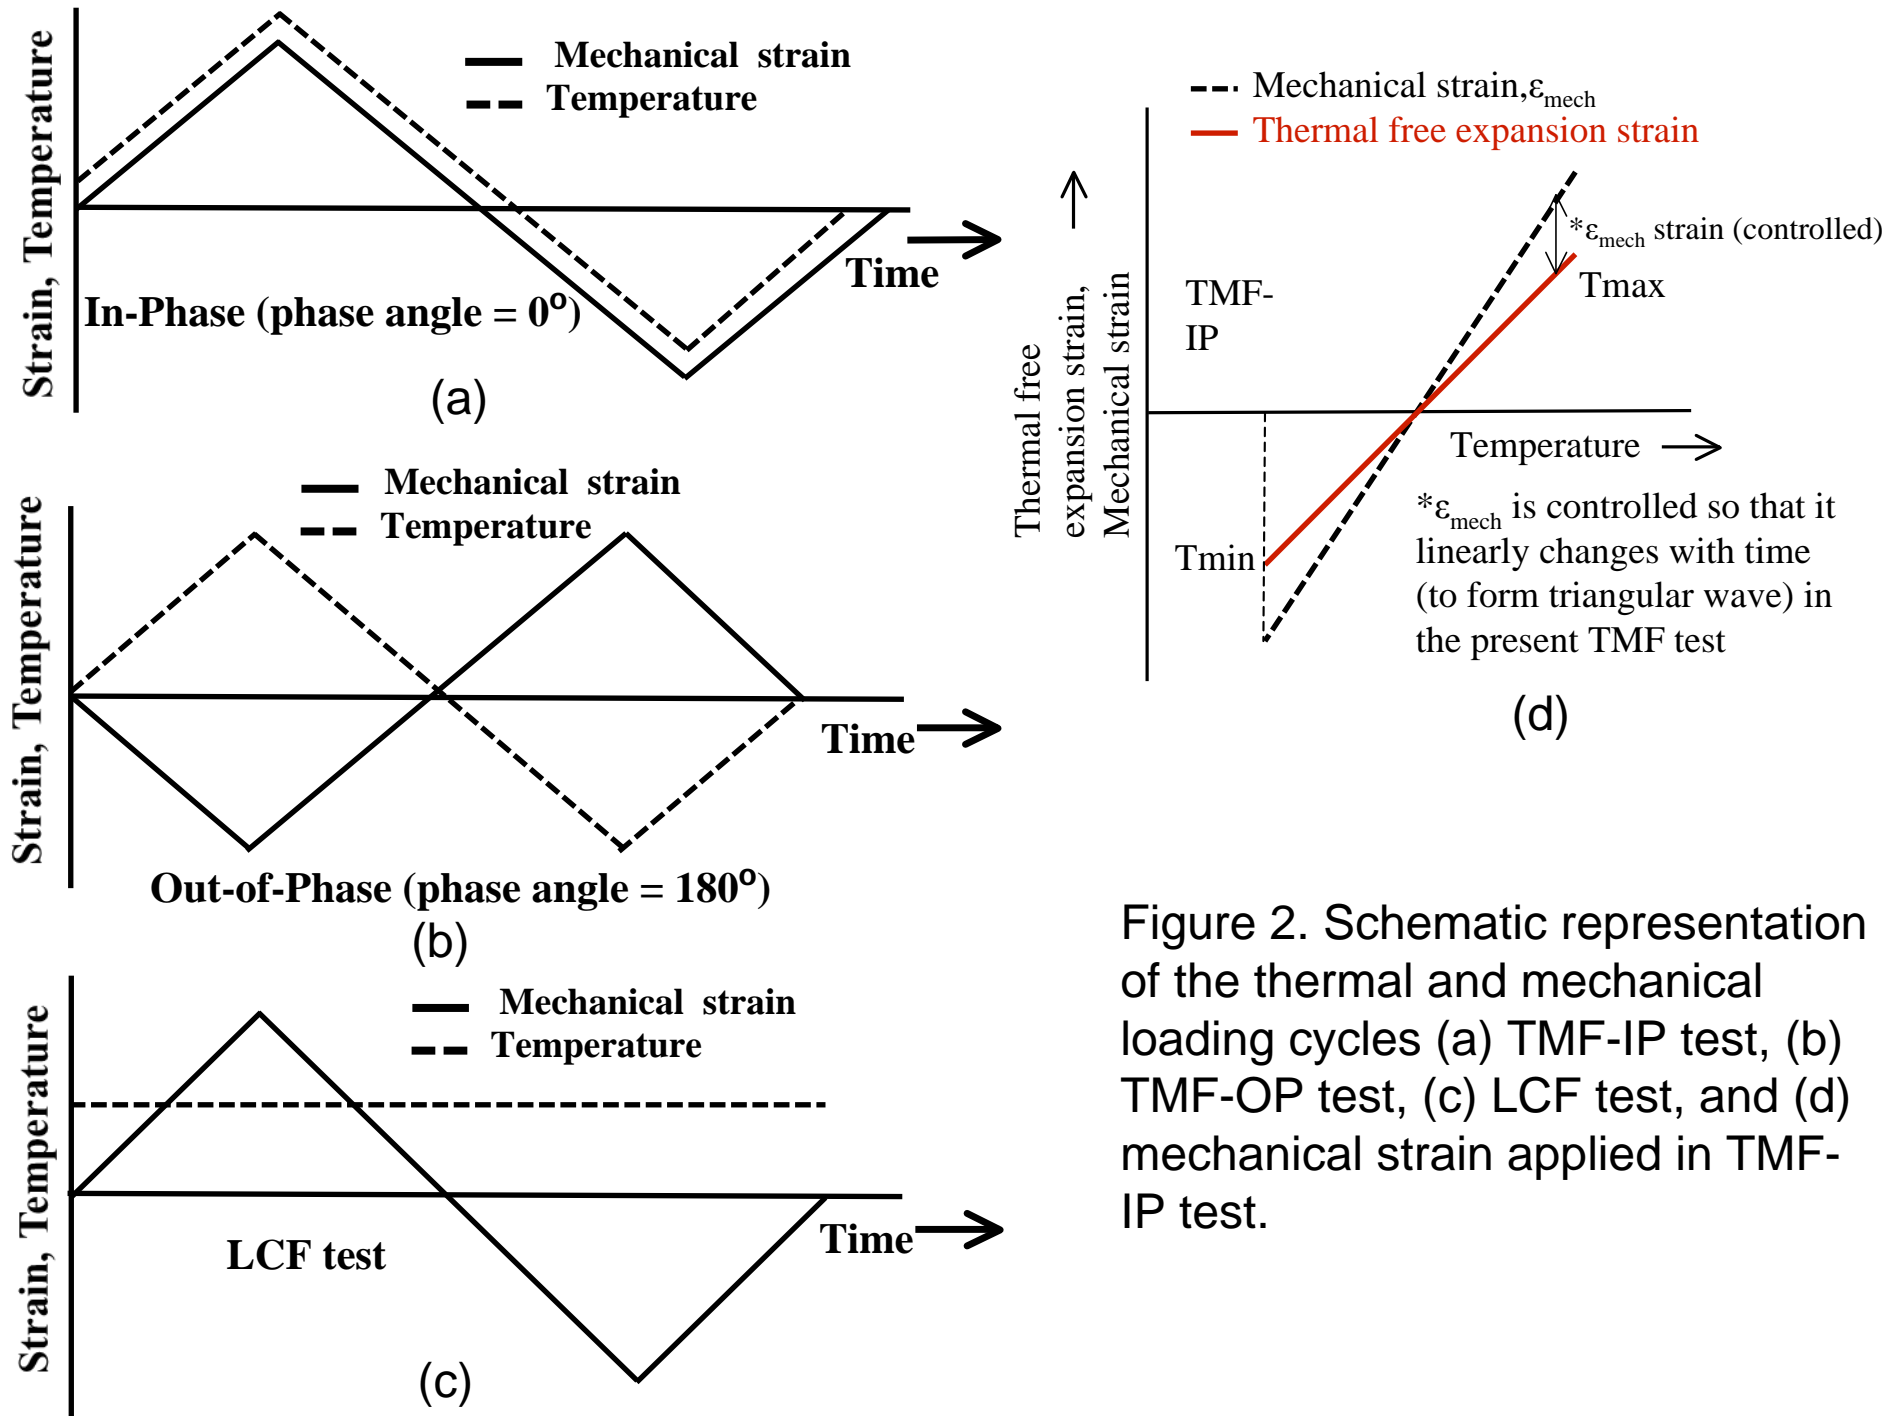 Strain, Temperature
Mechanical strain
Temperature
Time
In-Phase (phase angle = 0º)
(a)
Strain, Temperature
Mechanical strain
Temperature
Time
Out-of-Phase (phase angle = 180º)
(b)
Strain, Temperature
Mechanical strain
Temperature
LCF test
Time
(c)
Mechanical strain,εmech
Thermal free expansion strain
Thermal free
expansion strain,
Mechanical strain
TMF-
IP
*εmech strain (controlled)
Tmax
Temperature
Tmin
*εmech is controlled so that it
linearly changes with time
(to form triangular wave) in
the present TMF test
(d)
Figure 2. Schematic representation
of the thermal and mechanical
loading cycles (a) TMF-IP test, (b)
TMF-OP test, (c) LCF test, and (d)
mechanical strain applied in TMF-
IP test.